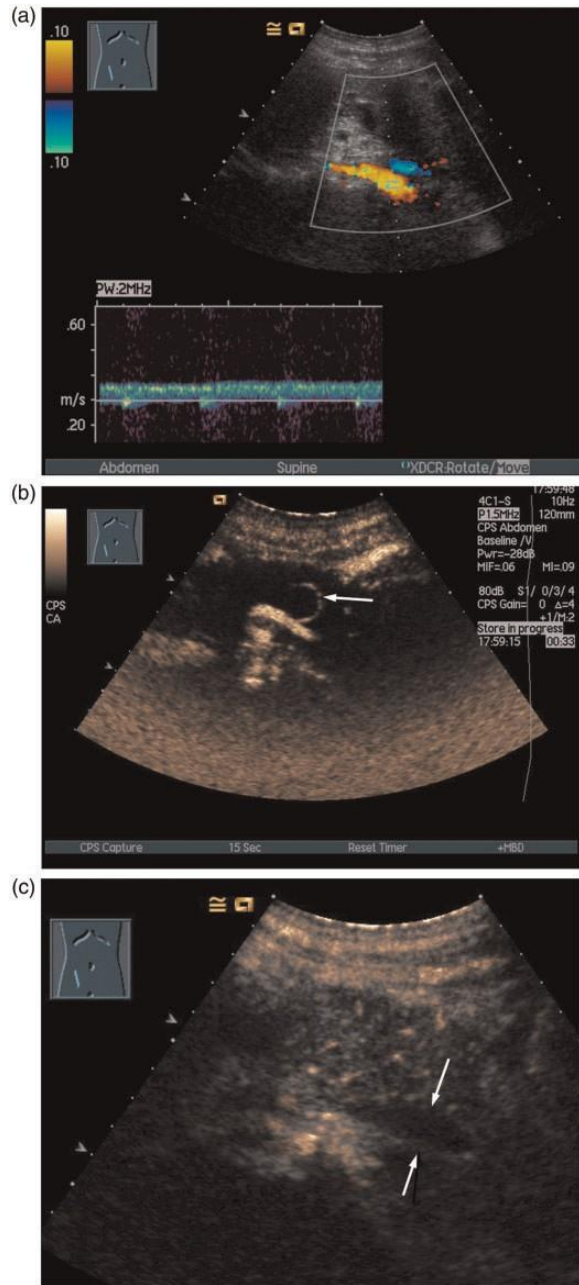 (a)
.10
.10
PW:2MHz
.60
m/s
.20
Abdomen Supine XDCR:Rotate/Move
(b)
17:59:48
4C1-S 10Hz
P1.5MHz 120mm
CPS Abdomen
Baseline /V
Pwr=-28dB
MIF=.06 Mi=.09
80dB S1/ 0/3/4
CPS Gain= 0 Δ=4
+1/M:2
Store in progress
17:59:15 00:33
CPS
CA
CPS Capture 15 Sec Reset Timer +MBD
(c)